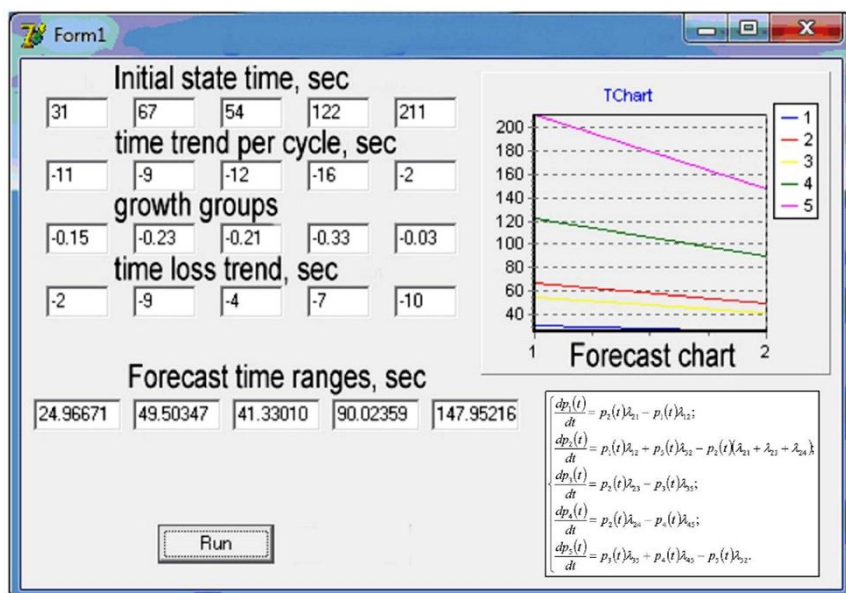 Form1
Initial state time, sec
31 67 54 122 211
time trend per cycle, sec
-11 -9 -12 -16 -2
growth groups
-0.15 -0.23 -0.21 -0.33 -0.03
time loss trend, sec
-2 -9 -4 -7 -10
Forecast time ranges, sec
24.96671 49.50347 41.33010 90.02359 147.95216
Run
TChart
200
180
160
140
120
100
80
60
40
1 2
Forecast chart
1
2
3
4
5
dp₁(t)/dt = p₂(t)λ₂₁ − p₁(t)λ₁₂;
dp₂(t)/dt = p₁(t)λ₁₂ + p₅(t)λ₅₂ − p₂(t)(λ₂₁ + λ₂₃ + λ₂₄);
dp₃(t)/dt = p₂(t)λ₂₃ − p₃(t)λ₃₅;
dp₄(t)/dt = p₂(t)λ₂₄ − p₄(t)λ₄₅;
dp₅(t)/dt = p₃(t)λ₃₅ + p₄(t)λ₄₅ − p₅(t)λ₅₂.